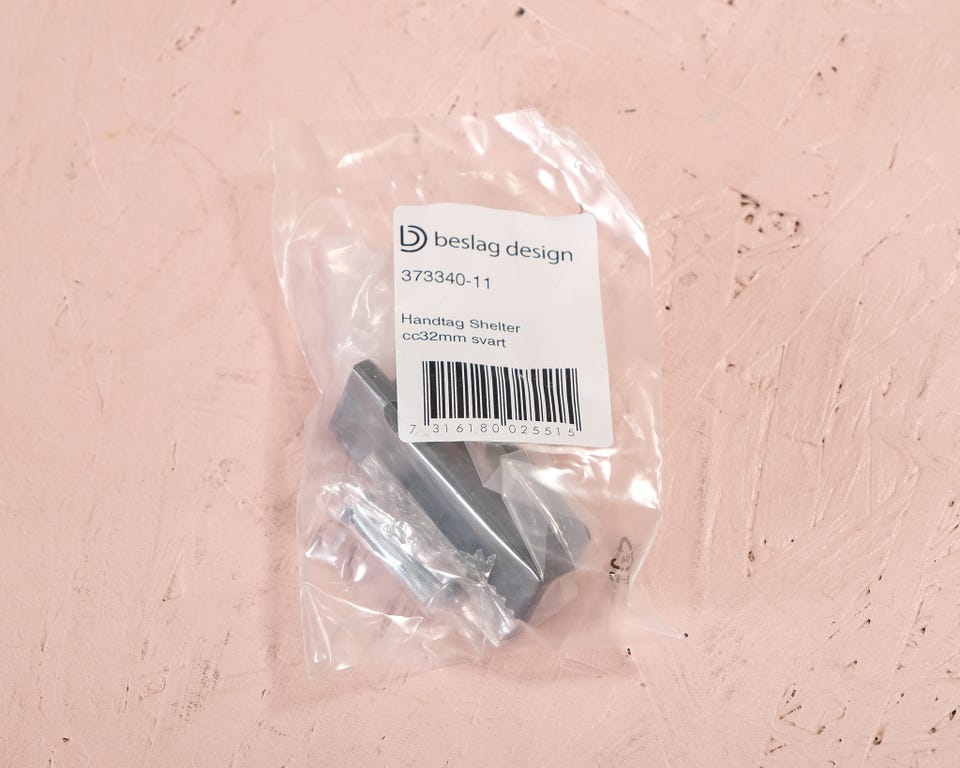 beslag design
373340-11
Handtag Shelter
cc32mm svart
7 316180 025515